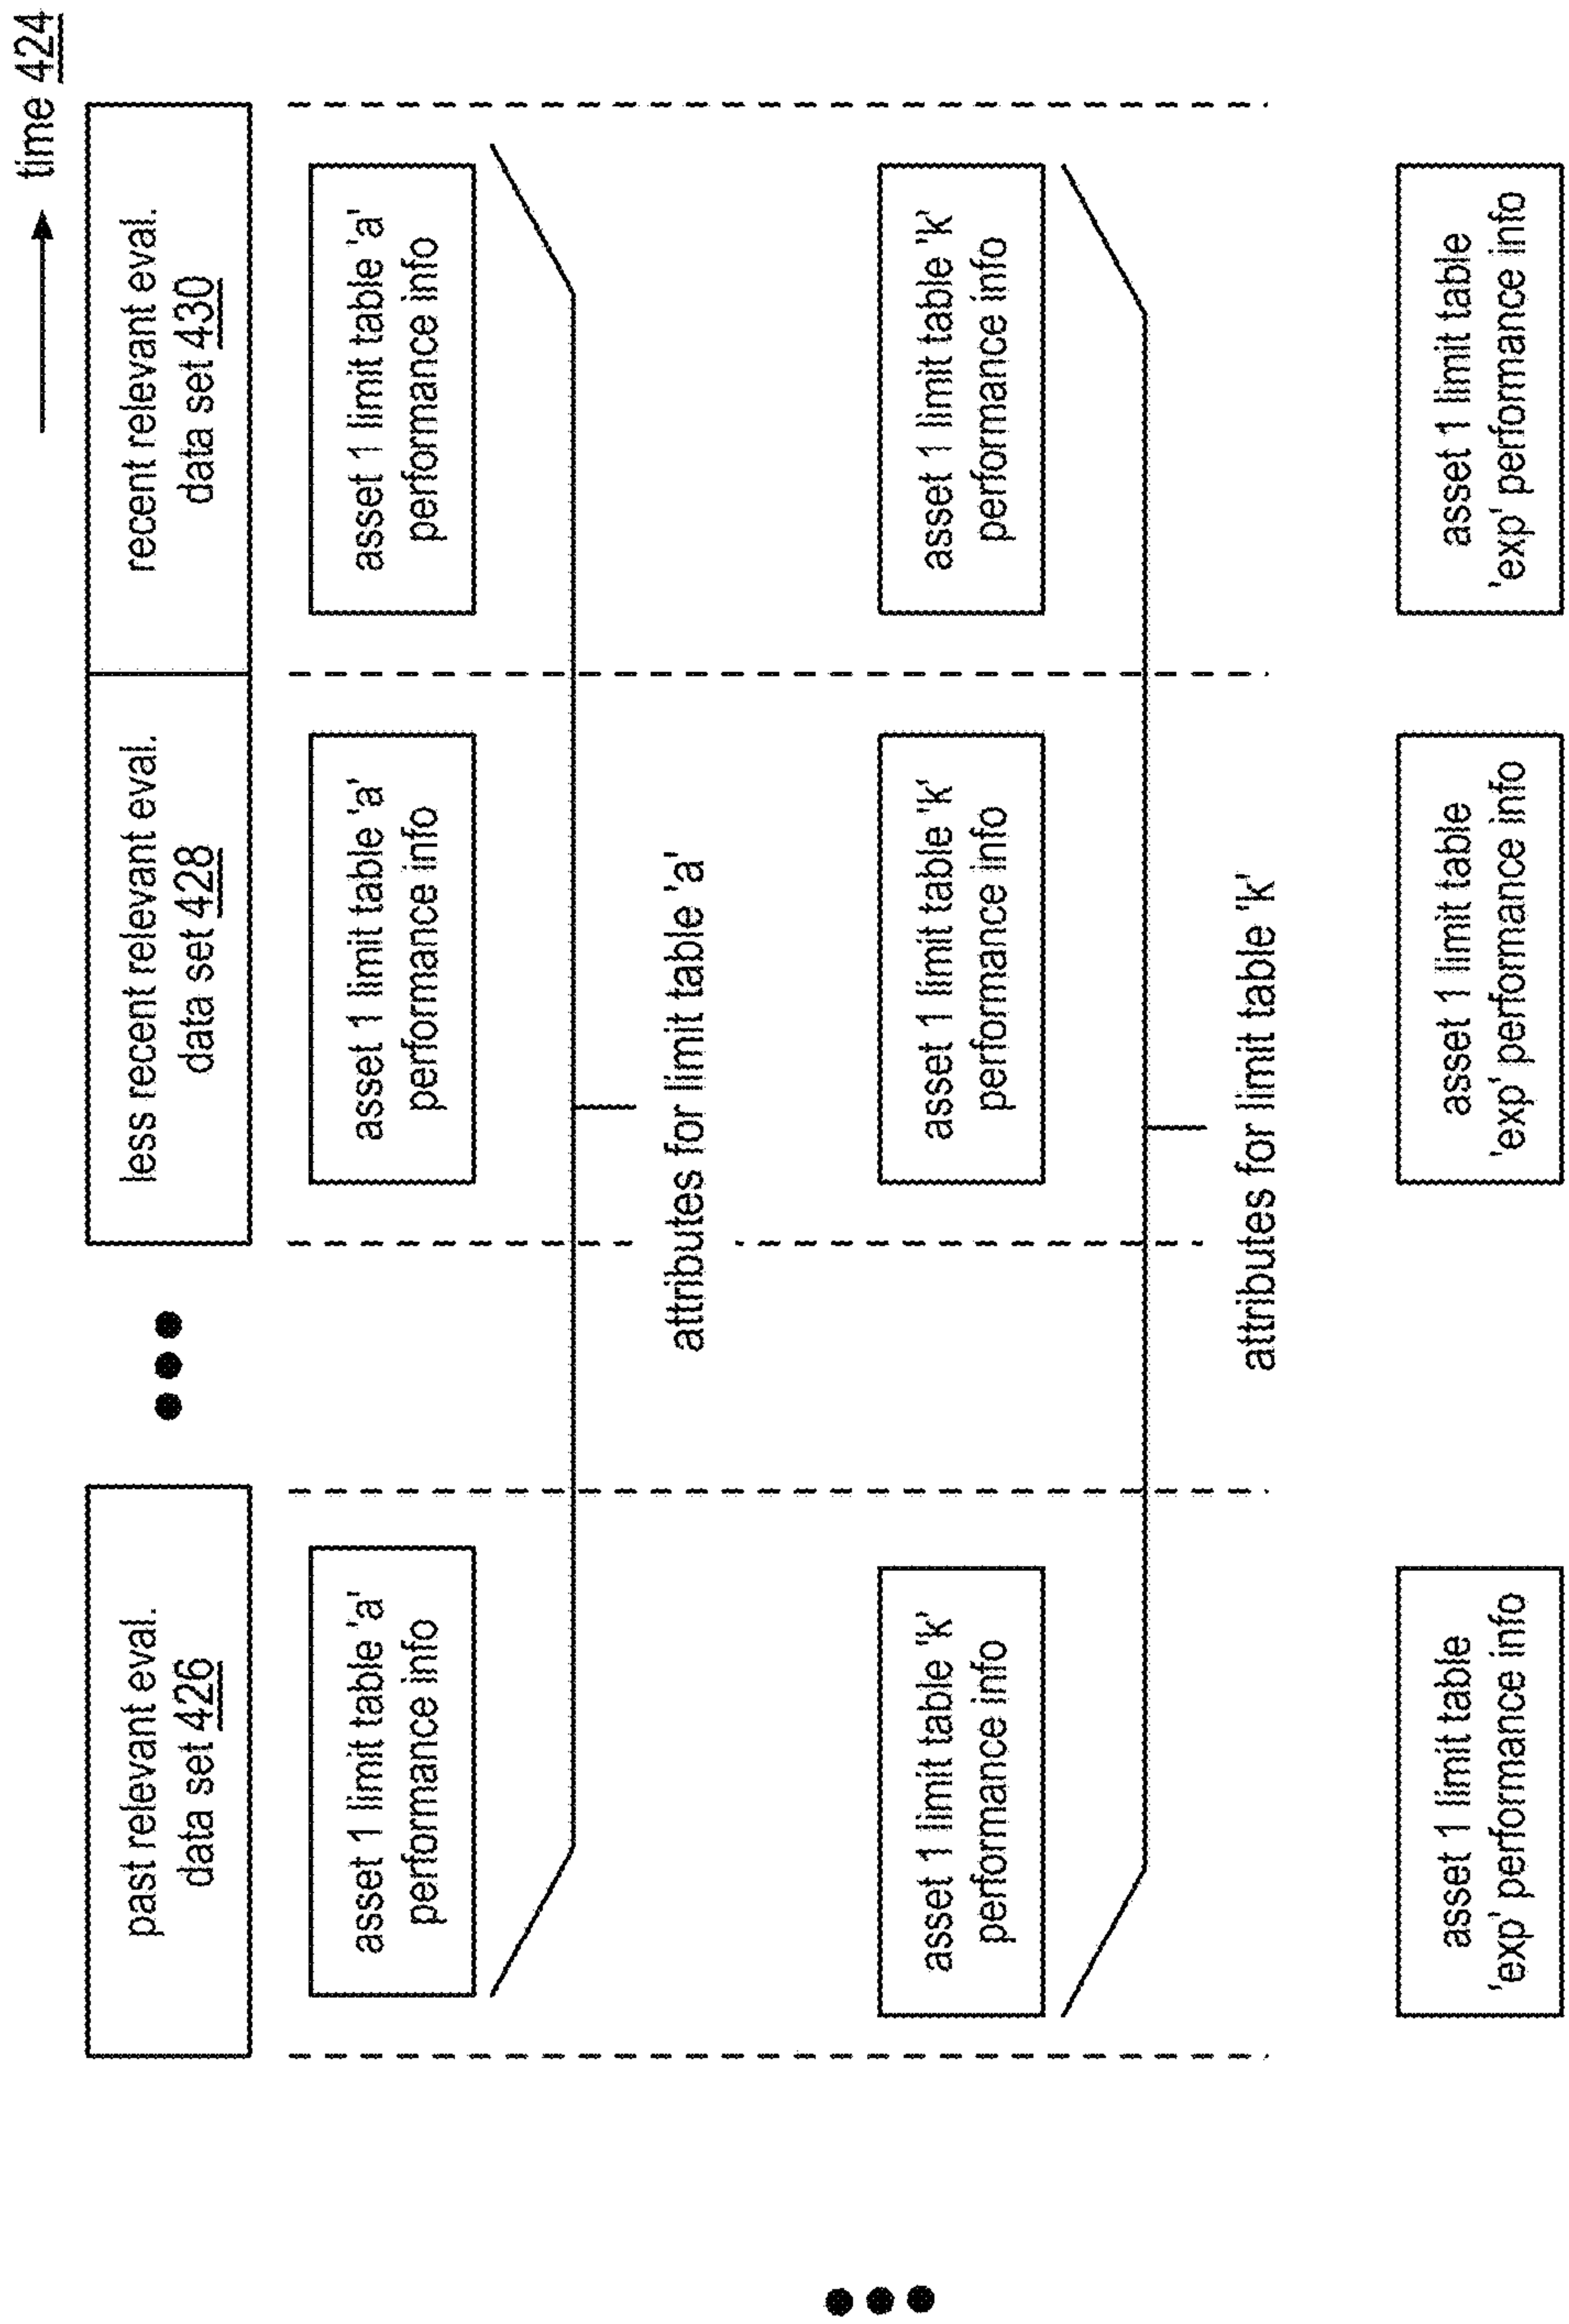 time 424
past relevant eval.
data set 426
less recent relevant eval.
data set 428
recent relevant eval.
data set 430
asset 1 limit table 'a'
performance info
asset 1 limit table 'a'
performance info
asset 1 limit table 'a'
performance info
attributes for limit table 'a'
asset 1 limit table 'k'
performance info
asset 1 limit table 'k'
performance info
asset 1 limit table 'k'
performance info
attributes for limit table 'k'
asset 1 limit table
'exp' performance info
asset 1 limit table
'exp' performance info
asset 1 limit table
'exp' performance info